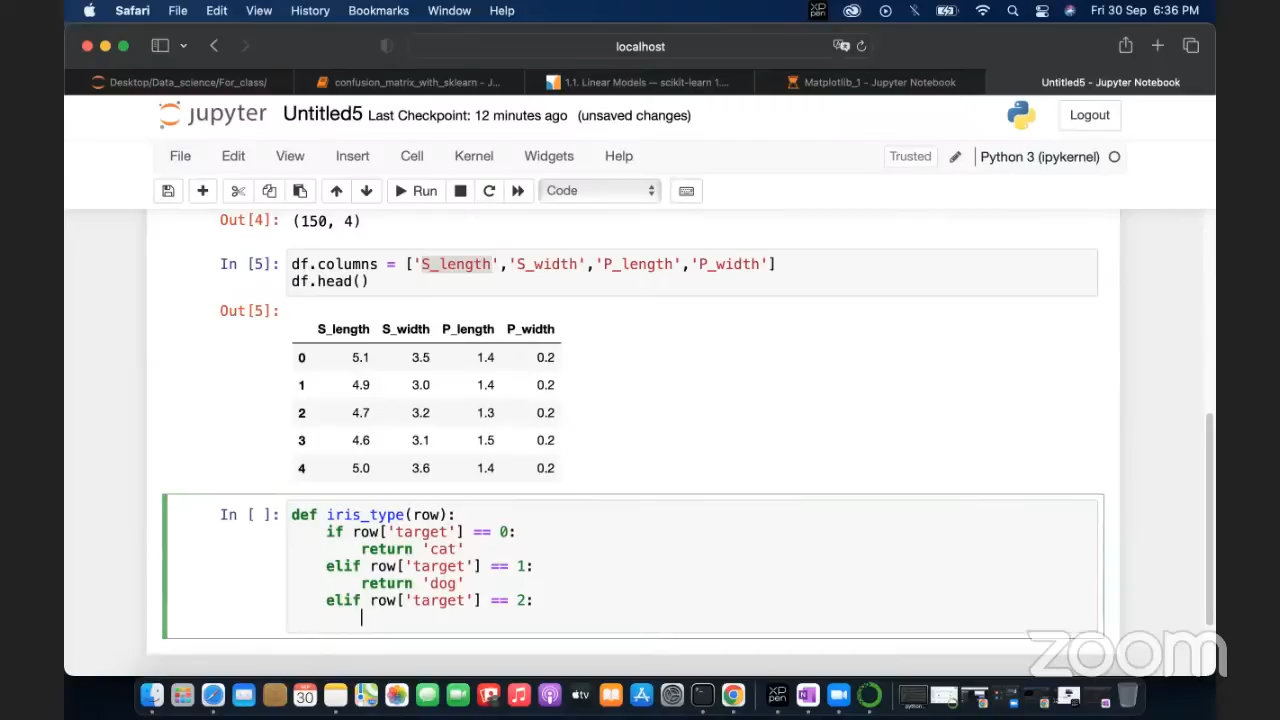 Safari File Edit View History Bookmarks Window Help XP pen Fri 30 Sep 6:36 PM
localhost
Desktop/Data_science/For_class/ confusion_matrix_with_sklearn - J... 1.1. Linear Models — scikit-learn 1.... Matplotlib_1 - Jupyter Notebook Untitled5 - Jupyter Notebook
jupyter Untitled5 Last Checkpoint: 12 minutes ago (unsaved changes) Logout
File Edit View Insert Cell Kernel Widgets Help Trusted Python 3 (ipykernel)
Run Code
Out[4]: (150, 4)
In [5]: df.columns = ['S_length','S_width','P_length','P_width']
df.head()
Out[5]:
S_length S_width P_length P_width
0 5.1 3.5 1.4 0.2
1 4.9 3.0 1.4 0.2
2 4.7 3.2 1.3 0.2
3 4.6 3.1 1.5 0.2
4 5.0 3.6 1.4 0.2
In [ ]: def iris_type(row):
if row['target'] == 0:
return 'cat'
elif row['target'] == 1:
return 'dog'
elif row['target'] == 2:
zoom
SEP 30 tv XP pen